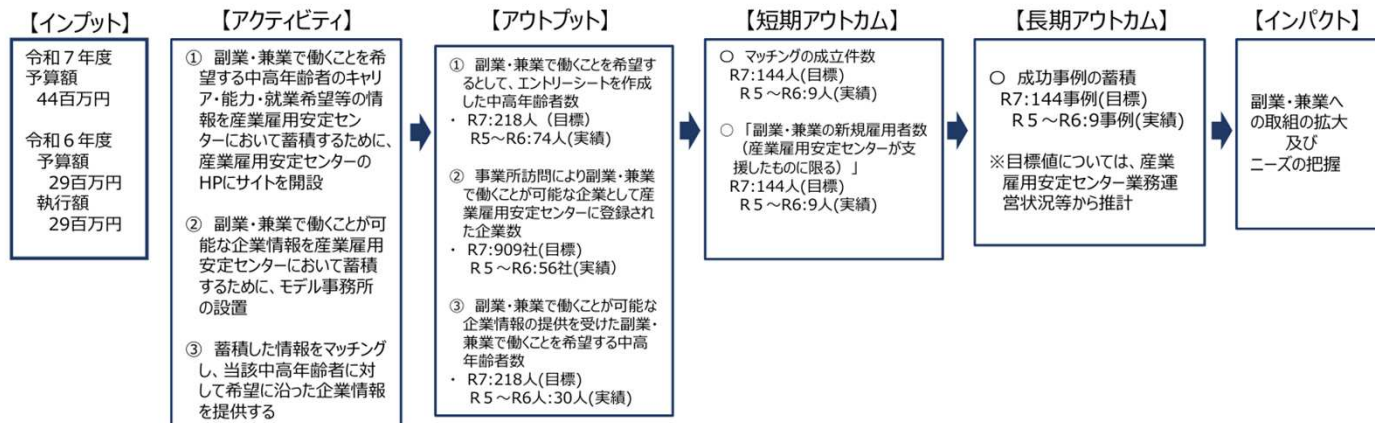 【インプット】
令和７年度
予算額
44百万円
令和６年度
予算額
29百万円
執行額
29百万円
【アクティビティ】
① 副業・兼業で働くことを希
望する中高年齢者のキャリ
ア・能力・就業希望等の情
報を産業雇用安定セン
ターにおいて蓄積するために、
産業雇用安定センターの
HPにサイトを開設
② 副業・兼業で働くことが可
能な企業情報を産業雇用
安定センターにおいて蓄積
するために、モデル事務所
の設置
③ 蓄積した情報をマッチング
し、当該中高年齢者に対
して希望に沿った企業情報
を提供する
【アウトプット】
① 副業・兼業で働くことを希望す
るとして、エントリーシートを作成
した中高年齢者数
・ R7:218人（目標）
R5～R6:74人（実績）
② 事業所訪問により副業・兼業
で働くことが可能な企業として産
業雇用安定センターに登録され
た企業数
・ R7:909社(目標)
R５～R6:56社(実績）
③ 副業・兼業で働くことが可能な
企業情報の提供を受けた副業・
兼業で働くことを希望する中高
年齢者数
・ R7:218人(目標)
R５～R6人:30人(実績)
【短期アウトカム】
○ マッチングの成立件数
R7:144人(目標)
R５～R6:9人(実績)
○ 「副業・兼業の新規雇用者数
（産業雇用安定センターが支
援したものに限る）」
R7:144人(目標)
R５～R6:9人(実績)
【長期アウトカム】
○ 成功事例の蓄積
R7:144事例(目標)
R５～R6:9事例(実績)
※目標値については、産業
雇用安定センター業務運
営状況等から推計
【インパクト】
副業・兼業へ
の取組の拡大
及び
ニーズの把握